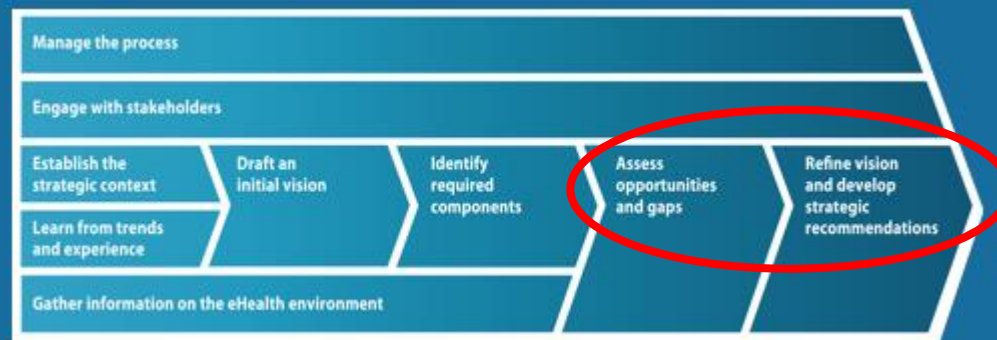 Manage the process
Engage with stakeholders
Establish the
strategic context
Learn from trends
and experience
Draft an
initial vision
Identify
required
components
Assess
opportunities
and gaps
Refine vision
and develop
strategic
recommendations
Gather information on the eHealth environment